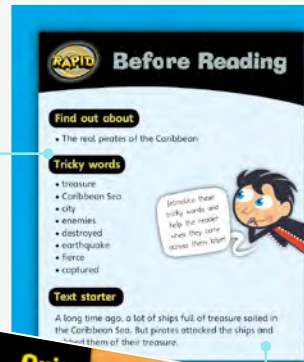 RAPID
Before Reading
Find out about
• The real pirates of the Caribbean
Tricky words
• treasure
• Caribbean Sea
• city
• enemies
• destroyed
• earthquake
• fierce
• captured
Introduce these
tricky words and
help the reader
when they come
across them later!
Text starter
A long time ago, a lot of ships full of treasure sailed in
the Caribbean Sea. But pirates attacked the ships and
them of their treasure.